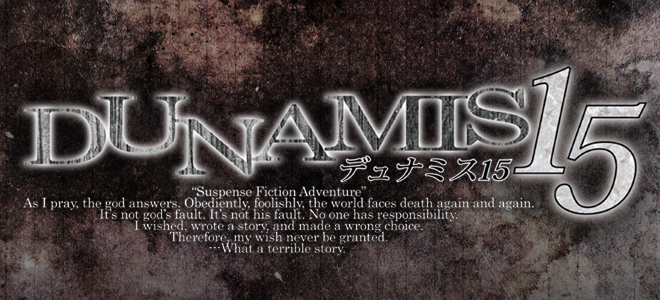 DUNAMIS15
デュナミス15
“Suspense Fiction Adventure”
As I pray, the god answers. Obediently, foolishly, the world faces death again and again.
It's not god's fault. It's not his fault. No one has responsibility.
I wished, wrote a story, and made a wrong choice.
Therefore, my wish never be granted.
…What a terrible story.